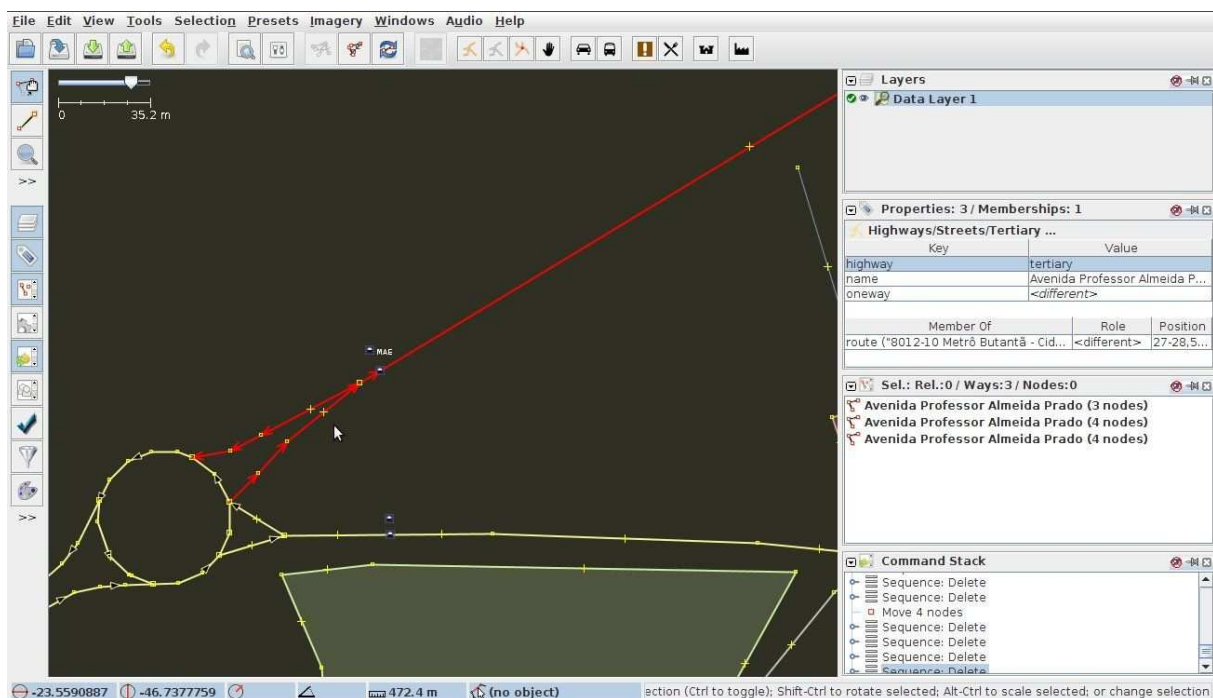 File Edit View Tools Selection Presets Imagery Windows Audio Help
0 35.2 m
>>
>>
MAE
Layers
Data Layer 1
Properties: 3 / Memberships: 1
Highways/Streets/Tertiary ...
Key Value
highway tertiary
name Avenida Professor Almeida P...
oneway <different>
Member Of Role Position
route ("8012-10 Metrô Butantã - Cid... <different> 27-28,5...
Sel.: Rel.:0 / Ways:3 / Nodes:0
Avenida Professor Almeida Prado (3 nodes)
Avenida Professor Almeida Prado (4 nodes)
Avenida Professor Almeida Prado (4 nodes)
Command Stack
Sequence: Delete
Sequence: Delete
Move 4 nodes
Sequence: Delete
Sequence: Delete
Sequence: Delete
Sequence: Delete
-23.5590887 -46.7377759 472.4 m (no object) ection (Ctrl to toggle); Shift-Ctrl to rotate selected; Alt-Ctrl to scale selected; or change selection